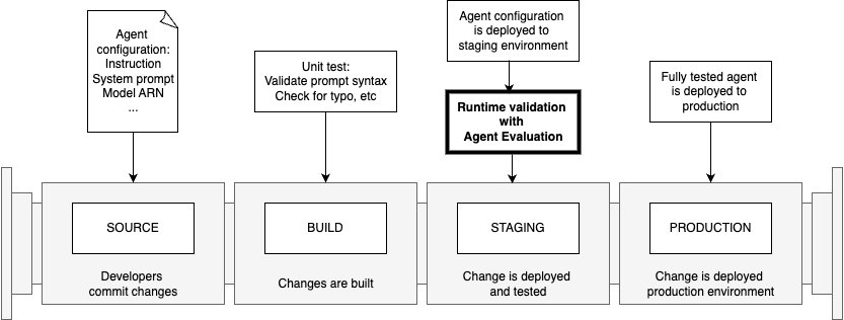 Agent
configuration:
Instruction
System prompt
Model ARN
...
Unit test:
Validate prompt syntax
Check for typo, etc
Agent configuration
is deployed to
staging environment
Runtime validation
with
Agent Evaluation
Fully tested agent
is deployed to
production
SOURCE
Developers
commit changes
BUILD
Changes are built
STAGING
Change is deployed
and tested
PRODUCTION
Change is deployed
production environment